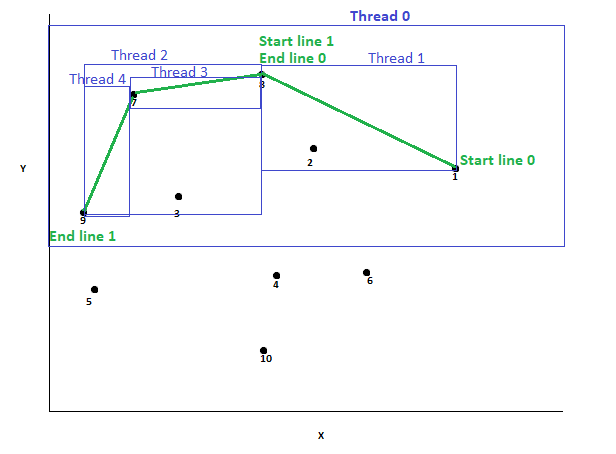 Thread 0
Start line 1
Thread 2
End line 0
Thread 1
Thread 4
Thread 3
8
7
2
Start line 0
Y
1
3
9
End line 1
4
6
5
10
X